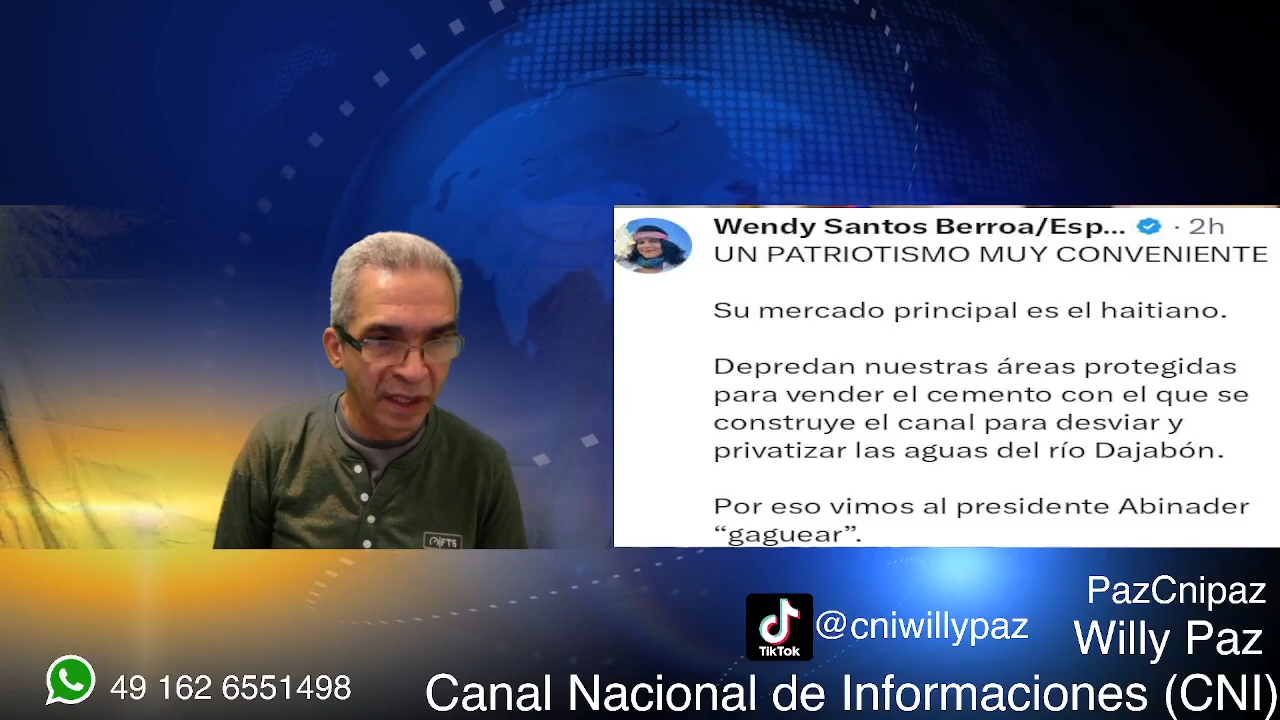 Wendy Santos Berroa/Esp... · 2h
UN PATRIOTISMO MUY CONVENIENTE
Su mercado principal es el haitiano.
Depredan nuestras áreas protegidas
para vender el cemento con el que se
construye el canal para desviar y
privatizar las aguas del río Dajabón.
Por eso vimos al presidente Abinader
“gaguear”.
PazCnipaz
TikTok
@cniwillypaz
Willy Paz
49 162 6551498
Canal Nacional de Informaciones (CNI)